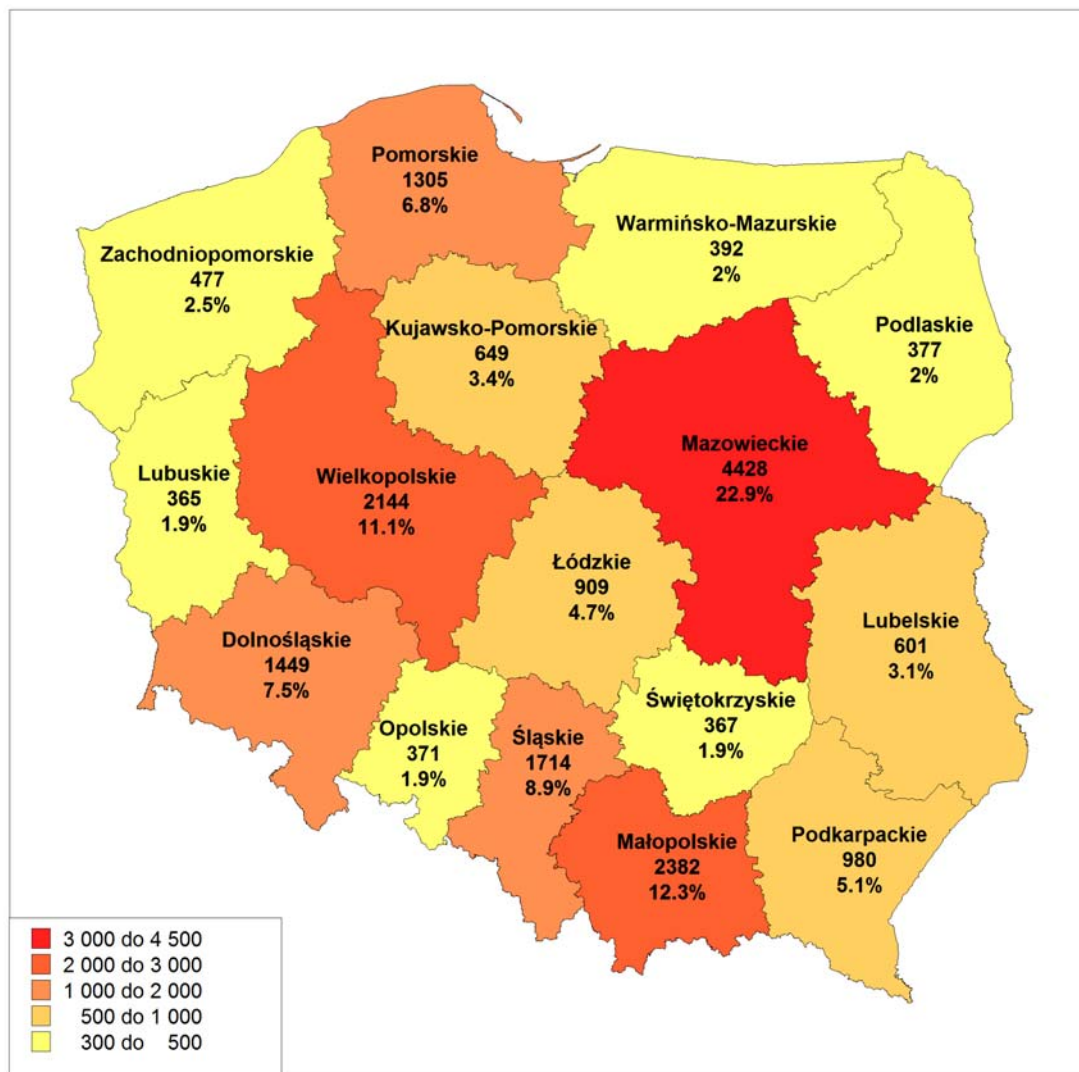 Pomorskie
1305
6.8%
Warmińsko-Mazurskie
392
2%
Zachodniopomorskie
477
2.5%
Kujawsko-Pomorskie
649
3.4%
Podlaskie
377
2%
Mazowieckie
4428
22.9%
Lubuskie
365
1.9%
Wielkopolskie
2144
11.1%
Łódzkie
909
4.7%
Lubelskie
601
3.1%
Dolnośląskie
1449
7.5%
Opolskie
371
1.9%
Śląskie
1714
8.9%
Świętokrzyskie
367
1.9%
Małopolskie
2382
12.3%
Podkarpackie
980
5.1%
3 000 do 4 500
2 000 do 3 000
1 000 do 2 000
500 do 1 000
300 do 500